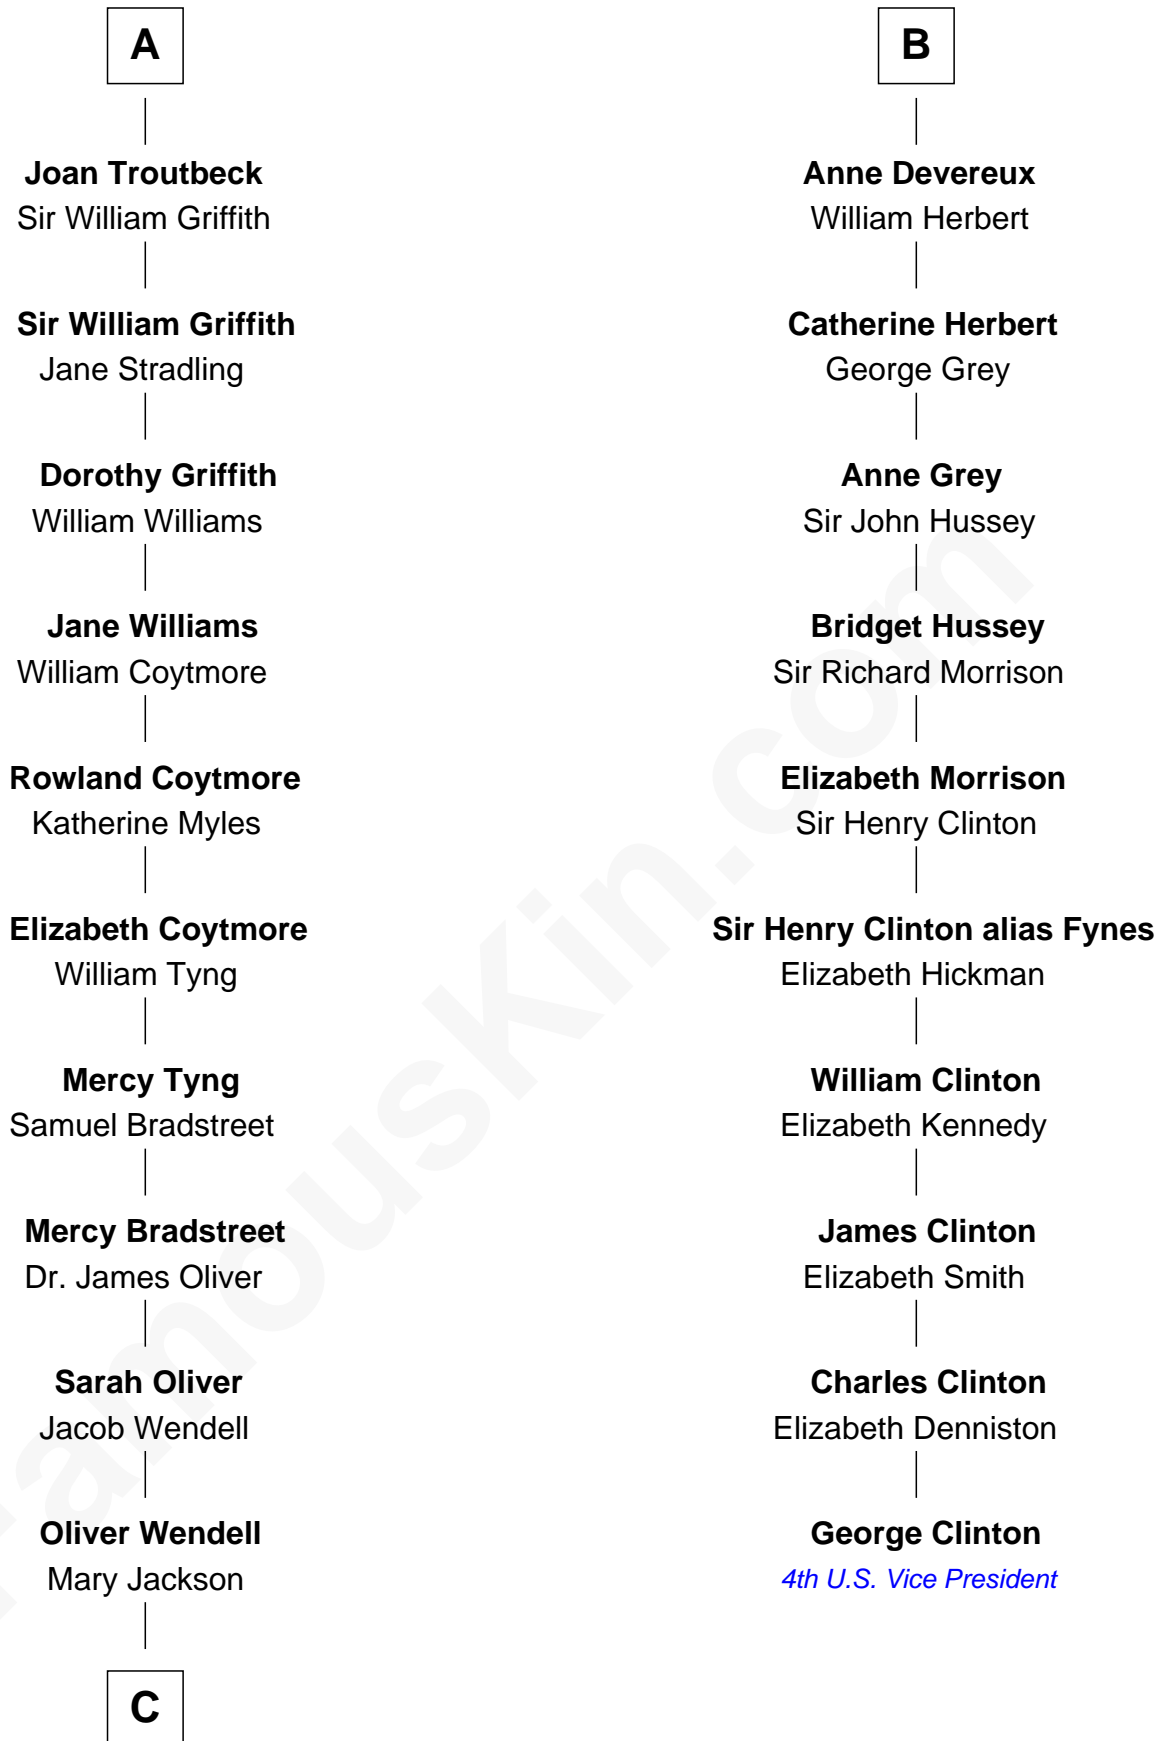 A
Joan Troutbeck
Sir William Griffith
Sir William Griffith
Jane Stradling
Dorothy Griffith
William Williams
Jane Williams
William Coytmore
Rowland Coytmore
Katherine Myles
Elizabeth Coytmore
William Tyng
Mercy Tyng
Samuel Bradstreet
Mercy Bradstreet
Dr. James Oliver
Sarah Oliver
Jacob Wendell
Oliver Wendell
Mary Jackson
C
B
Anne Devereux
William Herbert
Catherine Herbert
George Grey
Anne Grey
Sir John Hussey
Bridget Hussey
Sir Richard Morrison
Elizabeth Morrison
Sir Henry Clinton
Sir Henry Clinton alias Fynes
Elizabeth Hickman
William Clinton
Elizabeth Kennedy
James Clinton
Elizabeth Smith
Charles Clinton
Elizabeth Denniston
George Clinton
4th U.S. Vice President
FamousKin.com